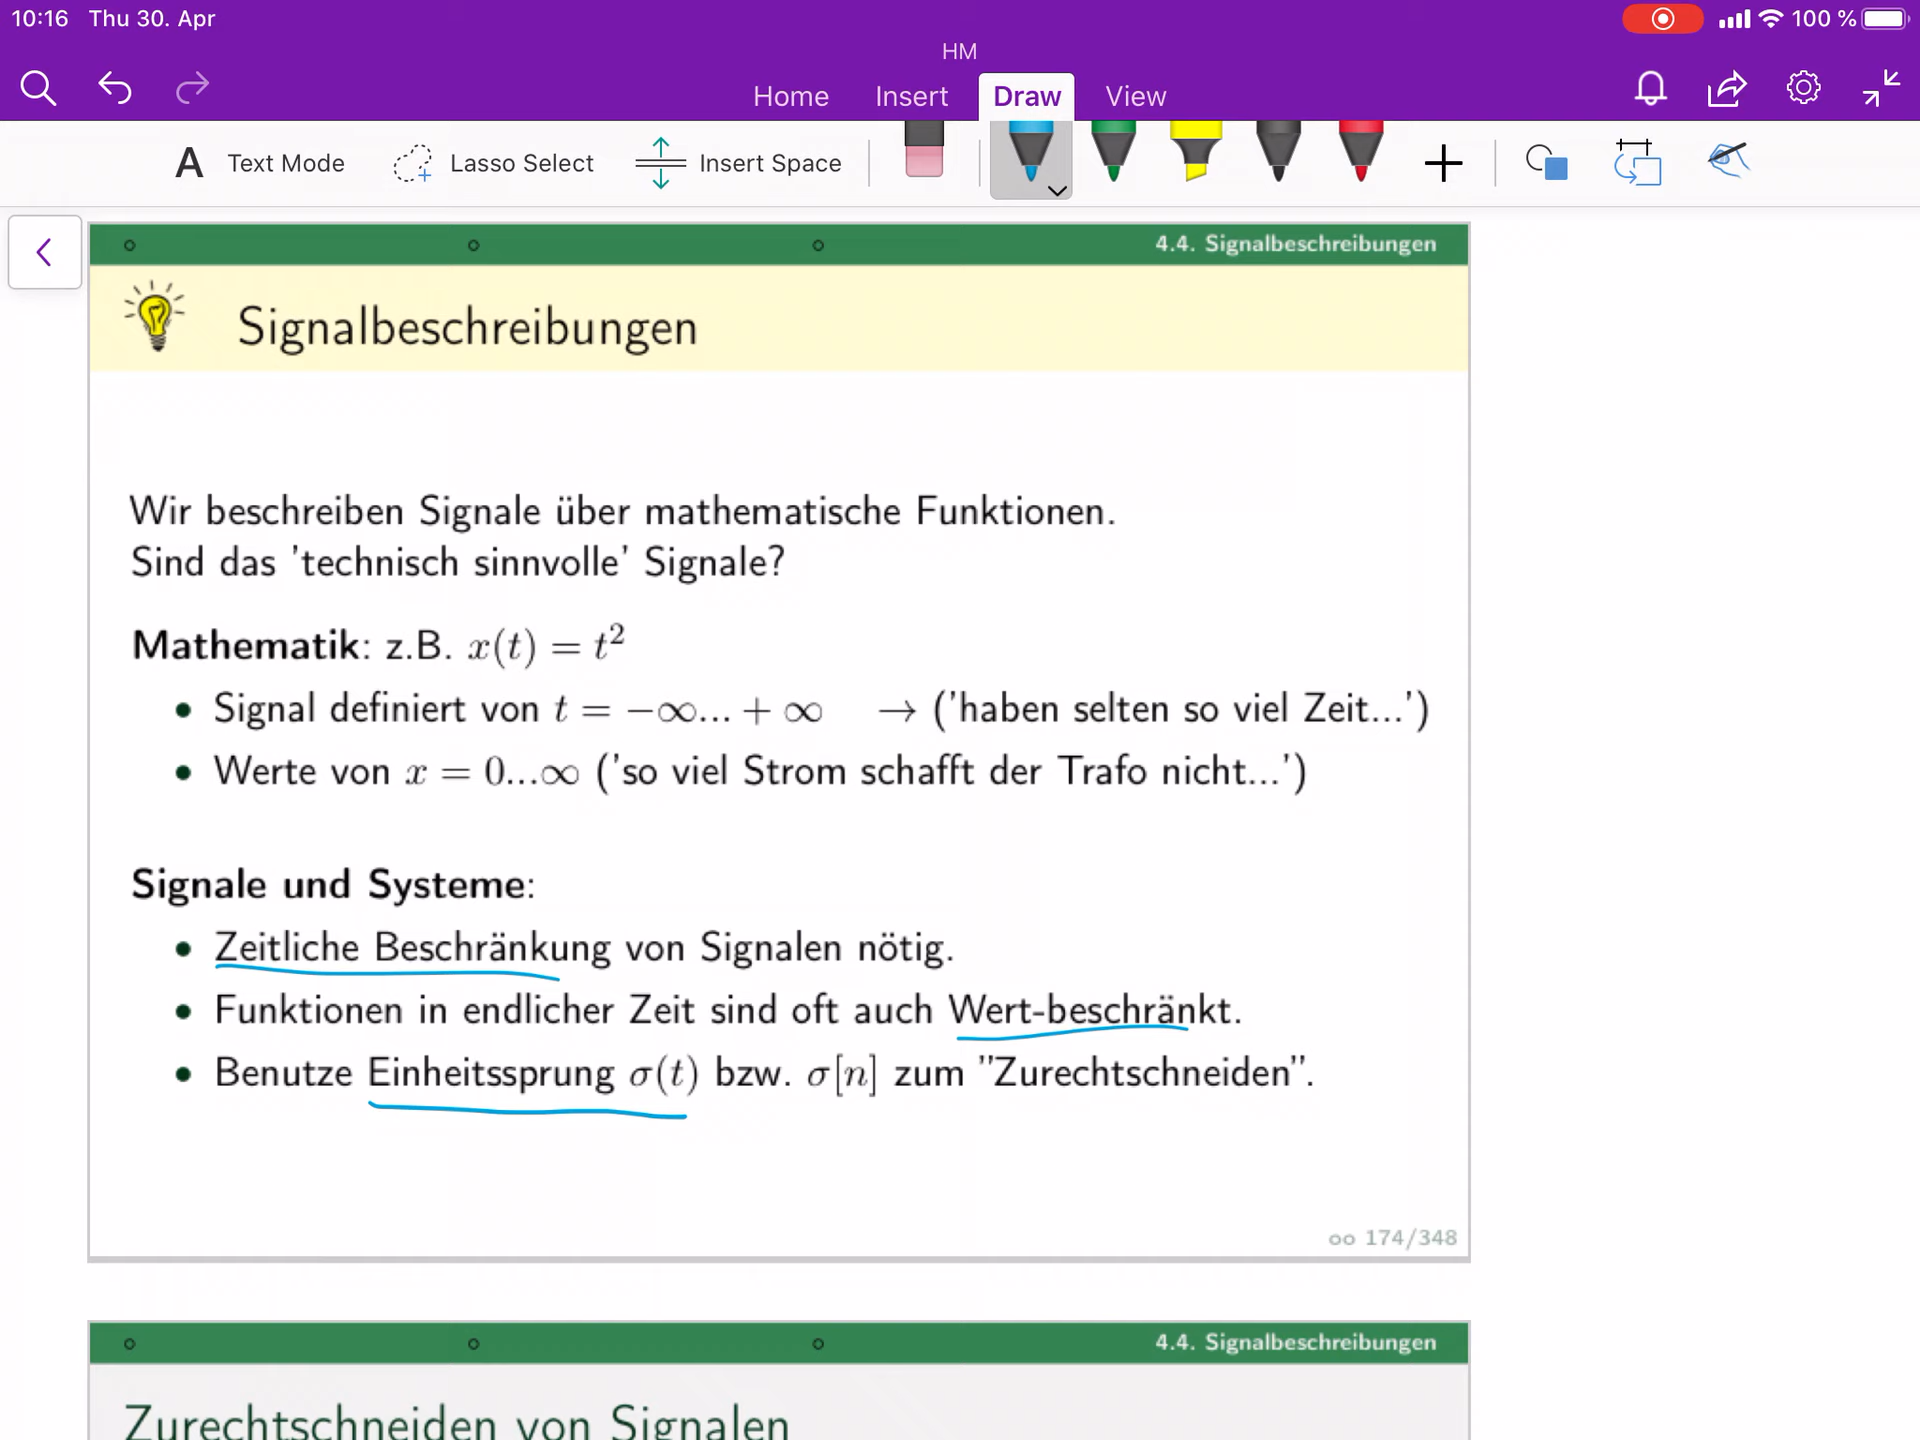 10:16 Thu 30. Apr
100 %
HM
Home Insert Draw View
A Text Mode Lasso Select Insert Space
4.4. Signalbeschreibungen
Signalbeschreibungen
Wir beschreiben Signale über mathematische Funktionen.
Sind das 'technisch sinnvolle' Signale?
Mathematik: z.B. x(t) = t²
• Signal definiert von t = −∞... + ∞ → ('haben selten so viel Zeit...')
• Werte von x = 0...∞ ('so viel Strom schafft der Trafo nicht...')
Signale und Systeme:
• Zeitliche Beschränkung von Signalen nötig.
• Funktionen in endlicher Zeit sind oft auch Wert-beschränkt.
• Benutze Einheitssprung σ(t) bzw. σ[n] zum "Zurechtschneiden".
oo 174/348
4.4. Signalbeschreibungen
Zurechtschneiden von Signalen